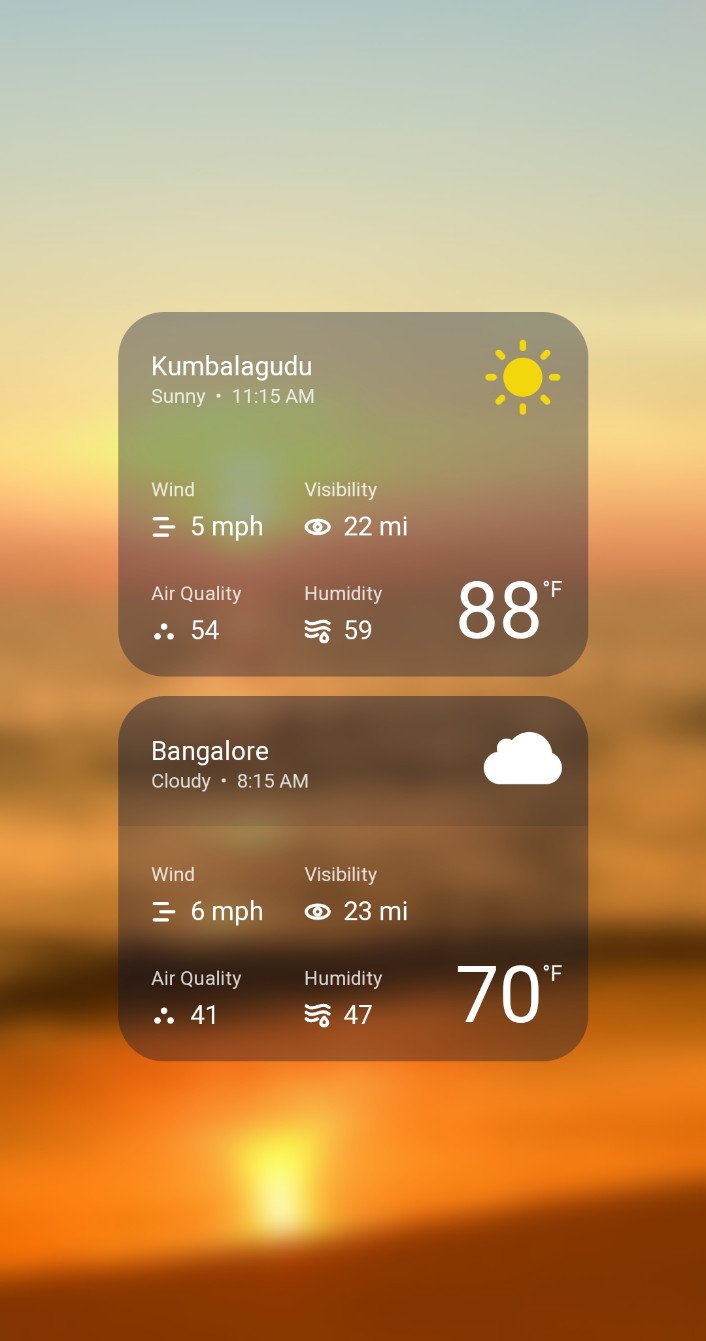 Kumbalagudu
Sunny • 11:15 AM
Wind Visibility
5 mph 22 mi
Air Quality Humidity
54 59
88°F
Bangalore
Cloudy • 8:15 AM
Wind Visibility
6 mph 23 mi
Air Quality Humidity
41 47
70°F